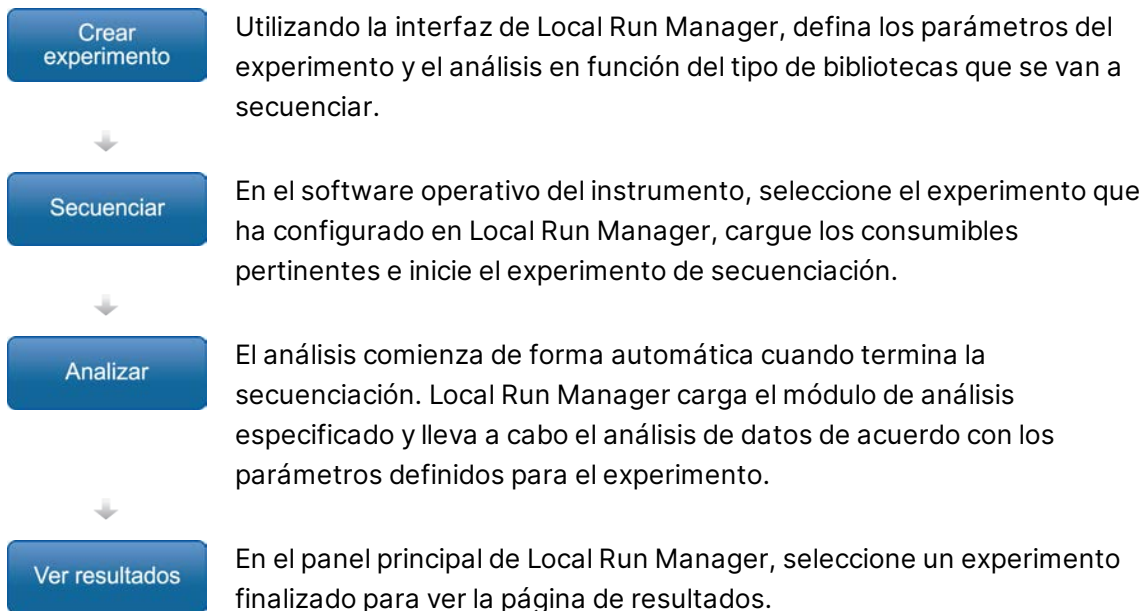 Crear
experimento
Utilizando la interfaz de Local Run Manager, defina los parámetros del
experimento y el análisis en función del tipo de bibliotecas que se van a
secuenciar.
Secuenciar
En el software operativo del instrumento, seleccione el experimento que
ha configurado en Local Run Manager, cargue los consumibles
pertinentes e inicie el experimento de secuenciación.
Analizar
El análisis comienza de forma automática cuando termina la
secuenciación. Local Run Manager carga el módulo de análisis
especificado y lleva a cabo el análisis de datos de acuerdo con los
parámetros definidos para el experimento.
Ver resultados
En el panel principal de Local Run Manager, seleccione un experimento
finalizado para ver la página de resultados.